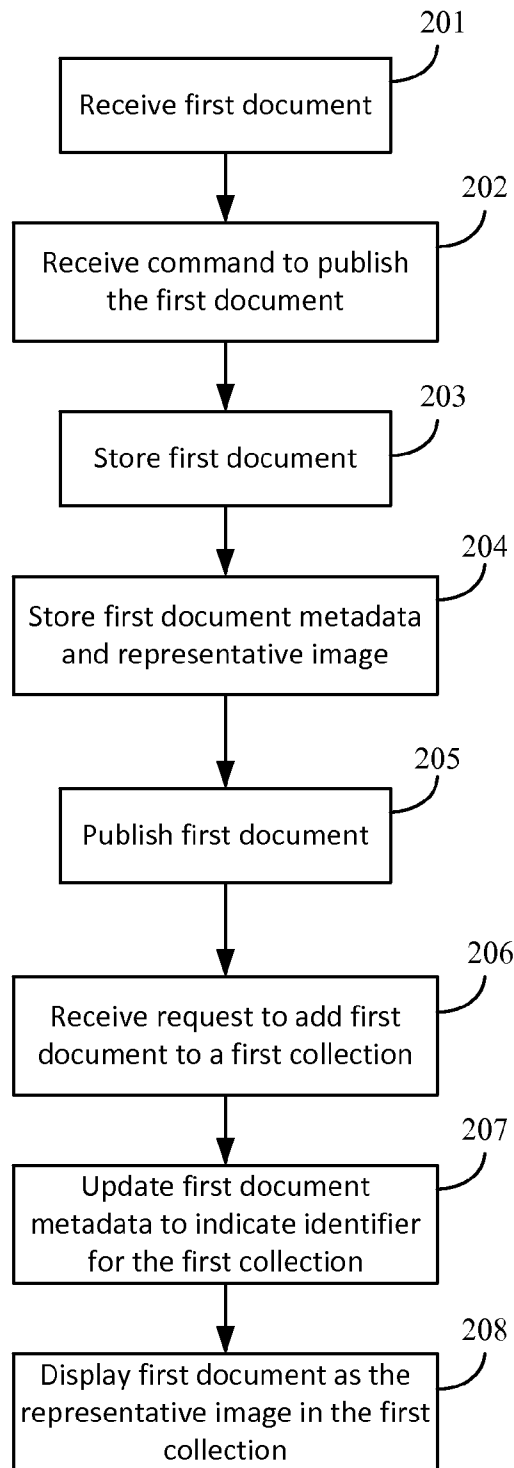 201
Receive first document
202
Receive command to publish
the first document
203
Store first document
204
Store first document metadata
and representative image
205
Publish first document
206
Receive request to add first
document to a first collection
207
Update first document
metadata to indicate identifier
for the first collection
208
Display first document as the
representative image in the first
collection